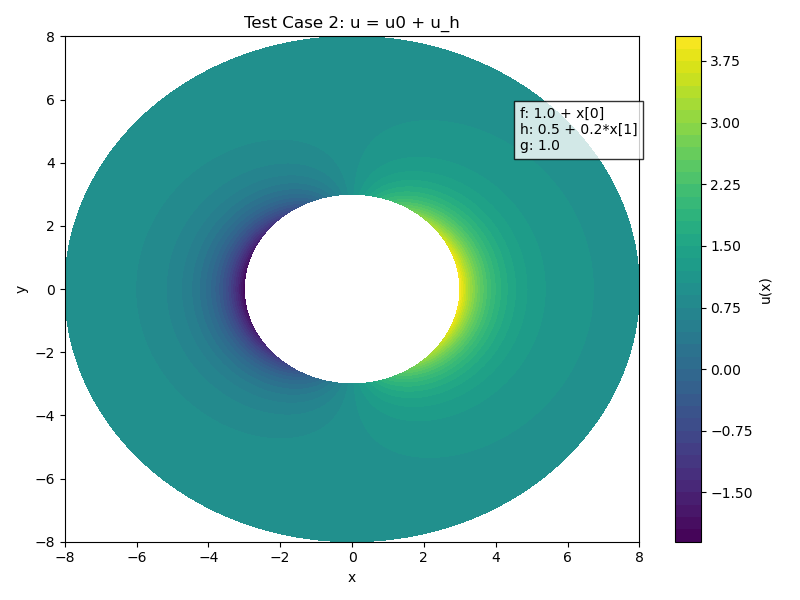 Test Case 2: u = u0 + u_h
f: 1.0 + x[0]
h: 0.5 + 0.2*x[1]
g: 1.0
8
6
4
2
0
−2
−4
−6
−8
y
−8 −6 −4 −2 0 2 4 6 8
x
3.75
3.00
2.25
1.50
0.75
0.00
−0.75
−1.50
u(x)